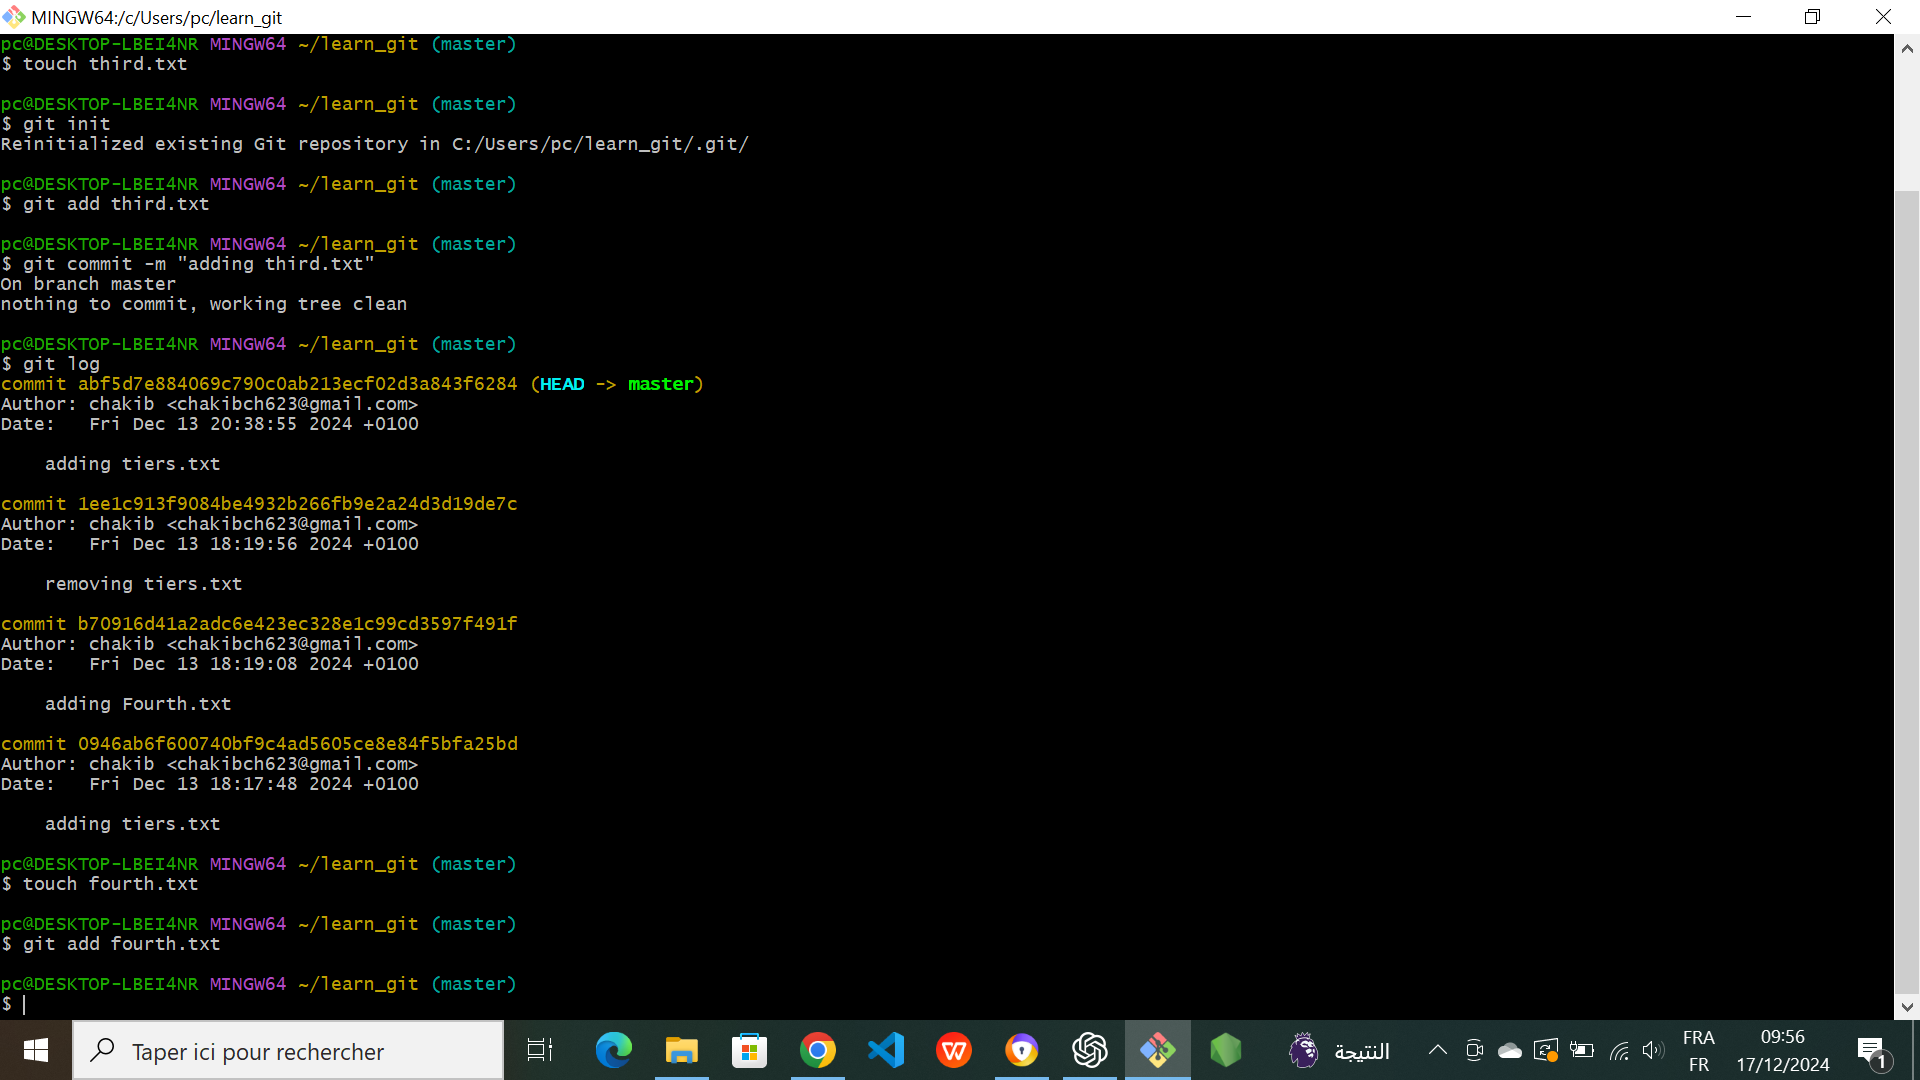 MINGW64:/c/Users/pc/learn_git
pc@DESKTOP-LBEI4NR MINGW64 ~/learn_git (master)
$ touch third.txt
pc@DESKTOP-LBEI4NR MINGW64 ~/learn_git (master)
$ git init
Reinitialized existing Git repository in C:/Users/pc/learn_git/.git/
pc@DESKTOP-LBEI4NR MINGW64 ~/learn_git (master)
$ git add third.txt
pc@DESKTOP-LBEI4NR MINGW64 ~/learn_git (master)
$ git commit -m "adding third.txt"
On branch master
nothing to commit, working tree clean
pc@DESKTOP-LBEI4NR MINGW64 ~/learn_git (master)
$ git log
commit abf5d7e884069c790c0ab213ecf02d3a843f6284 (HEAD -> master)
Author: chakib <chakibch623@gmail.com>
Date:   Fri Dec 13 20:38:55 2024 +0100
adding tiers.txt
commit 1ee1c913f9084be4932b266fb9e2a24d3d19de7c
Author: chakib <chakibch623@gmail.com>
Date:   Fri Dec 13 18:19:56 2024 +0100
removing tiers.txt
commit b70916d41a2adc6e423ec328e1c99cd3597f491f
Author: chakib <chakibch623@gmail.com>
Date:   Fri Dec 13 18:19:08 2024 +0100
adding Fourth.txt
commit 0946ab6f600740bf9c4ad5605ce8e84f5bfa25bd
Author: chakib <chakibch623@gmail.com>
Date:   Fri Dec 13 18:17:48 2024 +0100
adding tiers.txt
pc@DESKTOP-LBEI4NR MINGW64 ~/learn_git (master)
$ touch fourth.txt
pc@DESKTOP-LBEI4NR MINGW64 ~/learn_git (master)
$ git add fourth.txt
pc@DESKTOP-LBEI4NR MINGW64 ~/learn_git (master)
$
Taper ici pour rechercher
النتيجة
FRA
FR
09:56
17/12/2024
1